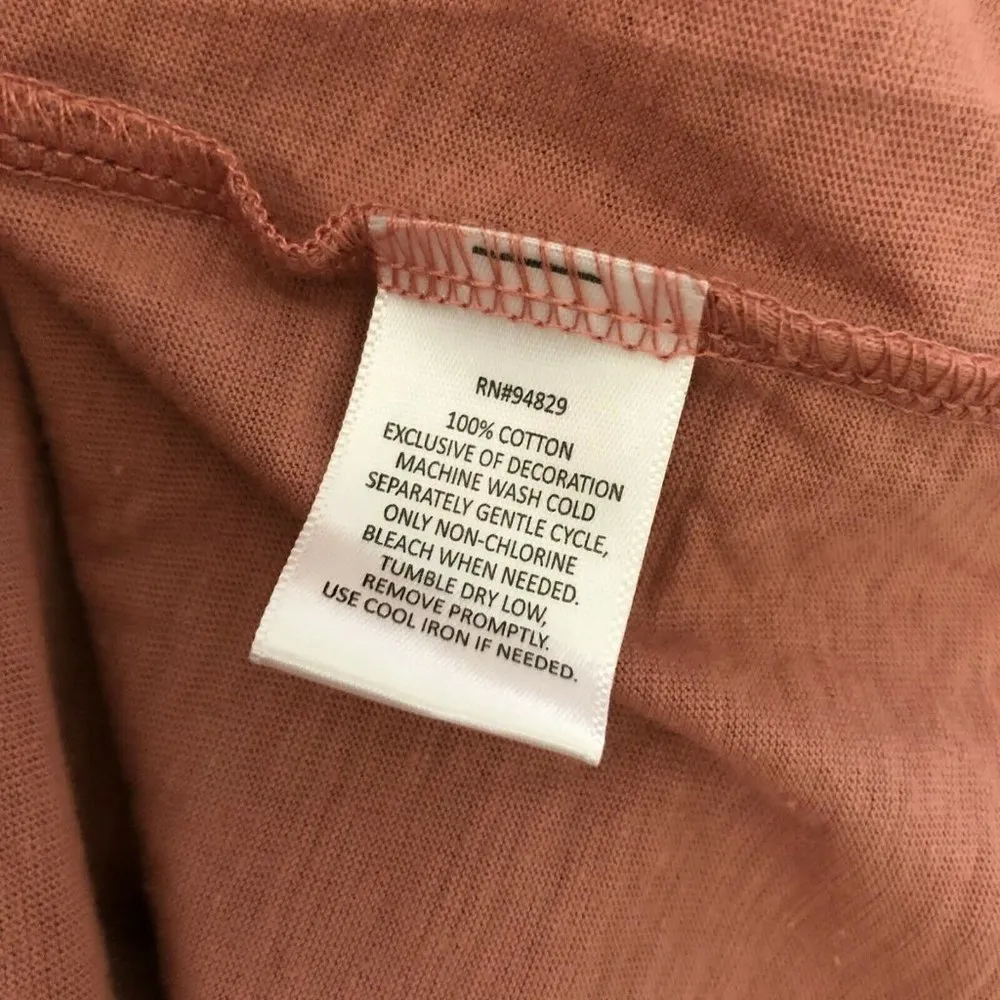 RN#94829
100% COTTON
EXCLUSIVE OF DECORATION
MACHINE WASH COLD
SEPARATELY GENTLE CYCLE,
ONLY NON-CHLORINE
BLEACH WHEN NEEDED.
TUMBLE DRY LOW,
REMOVE PROMPTLY.
USE COOL IRON IF NEEDED.